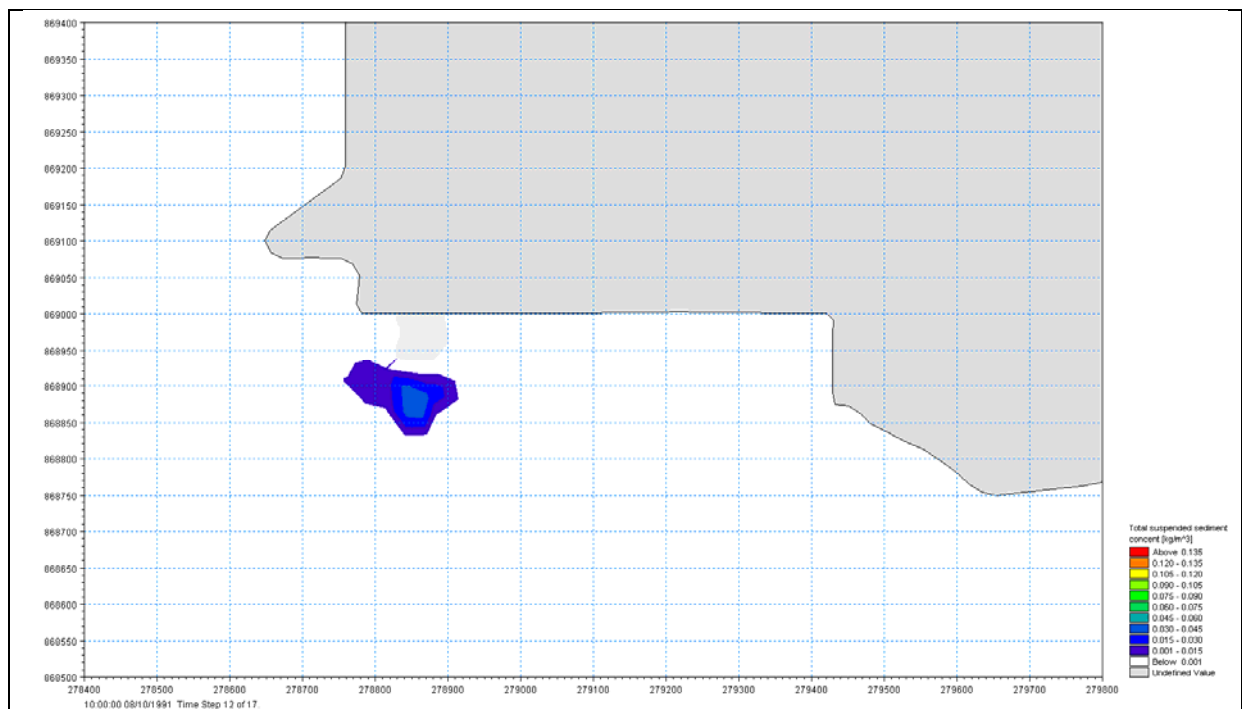 869400
869350
869300
869250
869200
869150
869100
869050
869000
868950
868900
868850
868800
868750
868700
868650
868600
868550
868500
278400 278500 278600 278700 278800 278900 279000 279100 279200 279300 279400 279500 279600 279700 279800
10:00:00 08/10/1991 Time Step 12 of 17.
Total suspended sediment
concent [kg/m^3]
Above 0.135
0.120 - 0.135
0.105 - 0.120
0.090 - 0.105
0.075 - 0.090
0.060 - 0.075
0.045 - 0.060
0.030 - 0.045
0.015 - 0.030
0.001 - 0.015
Below 0.001
Undefined Value